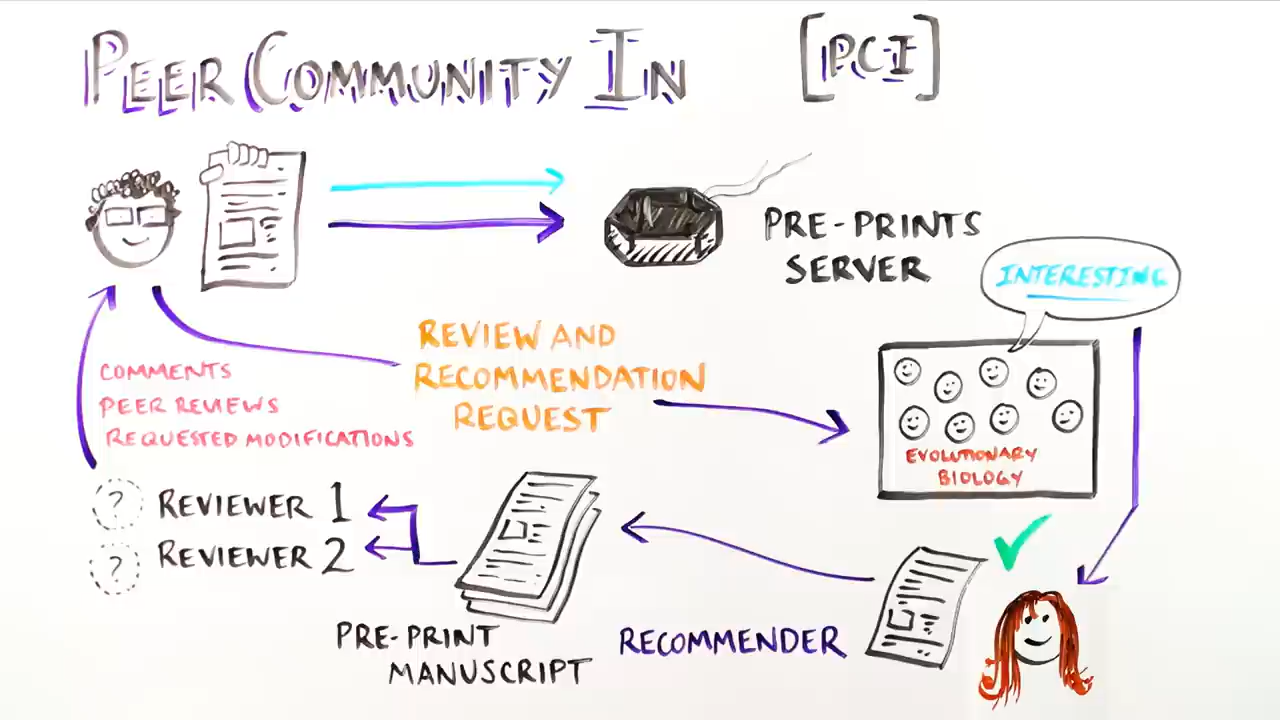 PEER COMMUNITY IN [PCI]
PRE-PRINTS
SERVER
INTERESTING
REVIEW AND
RECOMMENDATION
REQUEST
COMMENTS
PEER REVIEWS
REQUESTED MODIFICATIONS
EVOLUTIONARY
BIOLOGY
? REVIEWER 1
? REVIEWER 2
PRE-PRINT
MANUSCRIPT
RECOMMENDER